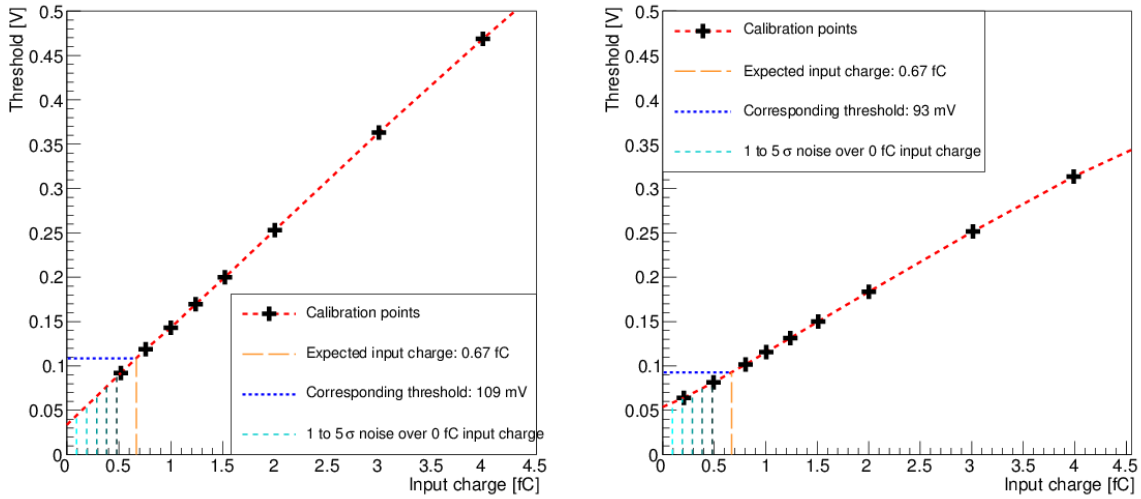 Threshold [V]
0.5
0.45
0.4
0.35
0.3
0.25
0.2
0.15
0.1
0.05
0
Calibration points
Expected input charge: 0.67 fC
Corresponding threshold: 109 mV
1 to 5 σ noise over 0 fC input charge
0 0.5 1 1.5 2 2.5 3 3.5 4 4.5
Input charge [fC]
Threshold [V]
0.5
0.45
0.4
0.35
0.3
0.25
0.2
0.15
0.1
0.05
0
Calibration points
Expected input charge: 0.67 fC
Corresponding threshold: 93 mV
1 to 5 σ noise over 0 fC input charge
0 0.5 1 1.5 2 2.5 3 3.5 4 4.5
Input charge [fC]